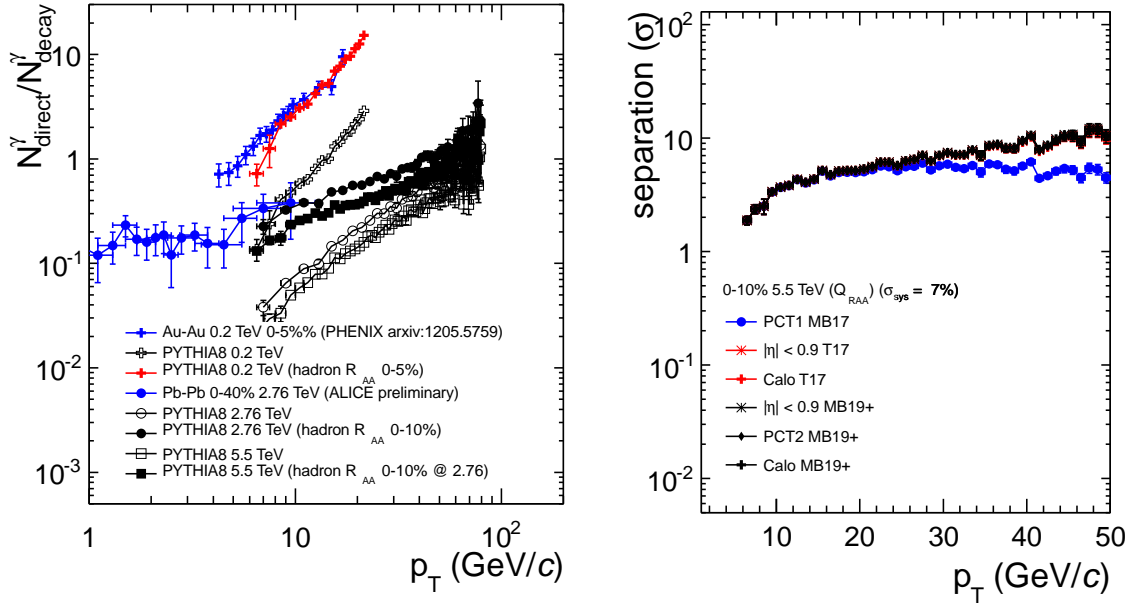 N^γ_direct/N^γ_decay
10
1
10^-1
10^-2
10^-3
Au-Au 0.2 TeV 0-5%% (PHENIX arxiv:1205.5759)
PYTHIA8 0.2 TeV
PYTHIA8 0.2 TeV (hadron R_AA 0-5%)
Pb-Pb 0-40% 2.76 TeV (ALICE preliminary)
PYTHIA8 2.76 TeV
PYTHIA8 2.76 TeV (hadron R_AA 0-10%)
PYTHIA8 5.5 TeV
PYTHIA8 5.5 TeV (hadron R_AA 0-10% @ 2.76)
1 10 10^2
p_T (GeV/c)
separation (σ)
10^2
10
1
10^-1
10^-2
0-10% 5.5 TeV (Q_RAA) (σ_sys = 7%)
PCT1 MB17
|η| < 0.9 T17
Calo T17
|η| < 0.9 MB19+
PCT2 MB19+
Calo MB19+
10 20 30 40 50
p_T (GeV/c)